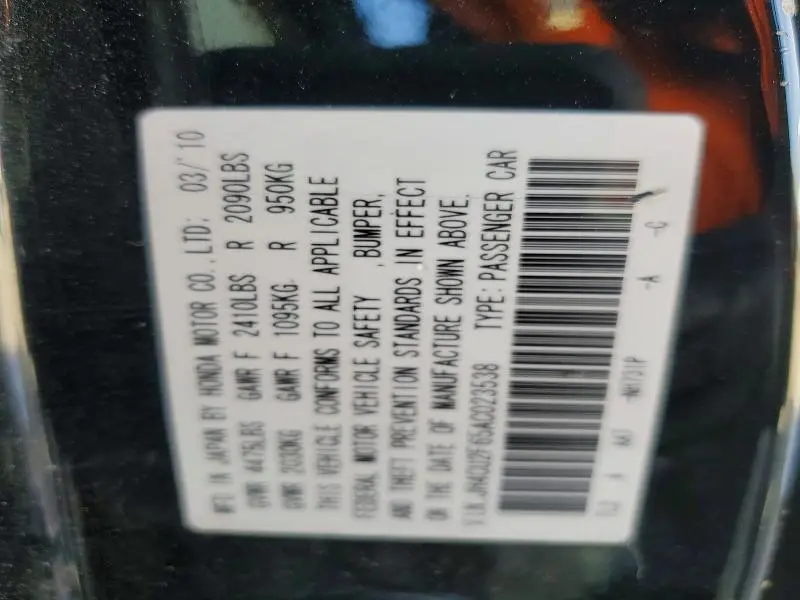 MFD IN JAPAN BY HONDA MOTOR CO., LTD: 03/'10
GVWR 4475LBS GAWR F 2410LBS R 2090LBS
GVWR 2030KG GAWR F 1095KG R 950KG
THIS VEHICLE CONFORMS TO ALL APPLICABLE
FEDERAL MOTOR VEHICLE SAFETY ,BUMPER,
AND THEFT PREVENTION STANDARDS IN EFFECT
ON THE DATE OF MANUFACTURE SHOWN ABOVE.
V.I.N. TYPE:PASSENGER CAR
A -NH731P -A -C